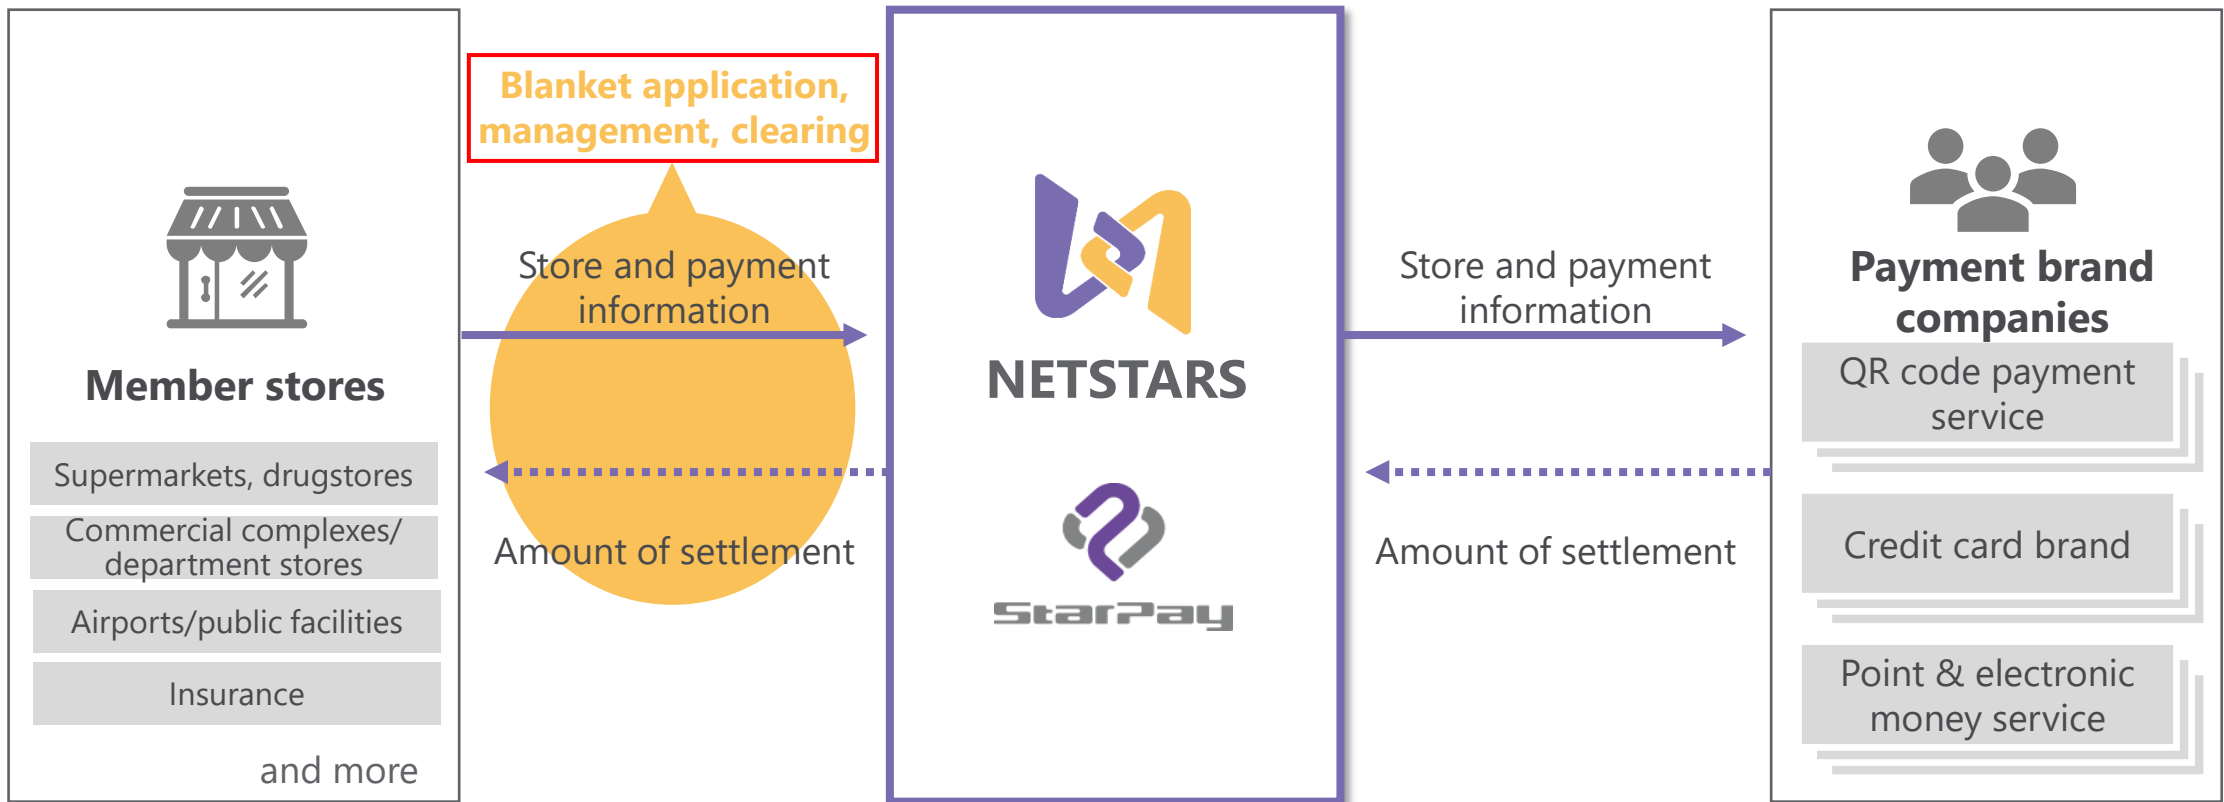 Blanket application,
management, clearing
Member stores
Supermarkets, drugstores
Commercial complexes/
department stores
Airports/public facilities
Insurance
and more
Store and payment
information
Amount of settlement
NETSTARS
StarPay
Store and payment
information
Amount of settlement
Payment brand
companies
QR code payment
service
Credit card brand
Point & electronic
money service